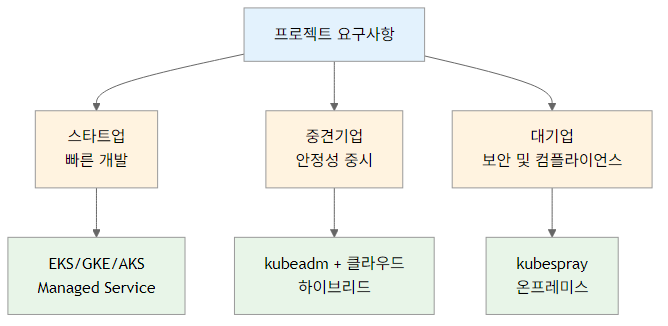 프로젝트 요구사항
스타트업
빠른 개발
중견기업
안정성 중시
대기업
보안 및 컴플라이언스
EKS/GKE/AKS
Managed Service
kubeadm + 클라우드
하이브리드
kubespray
온프레미스